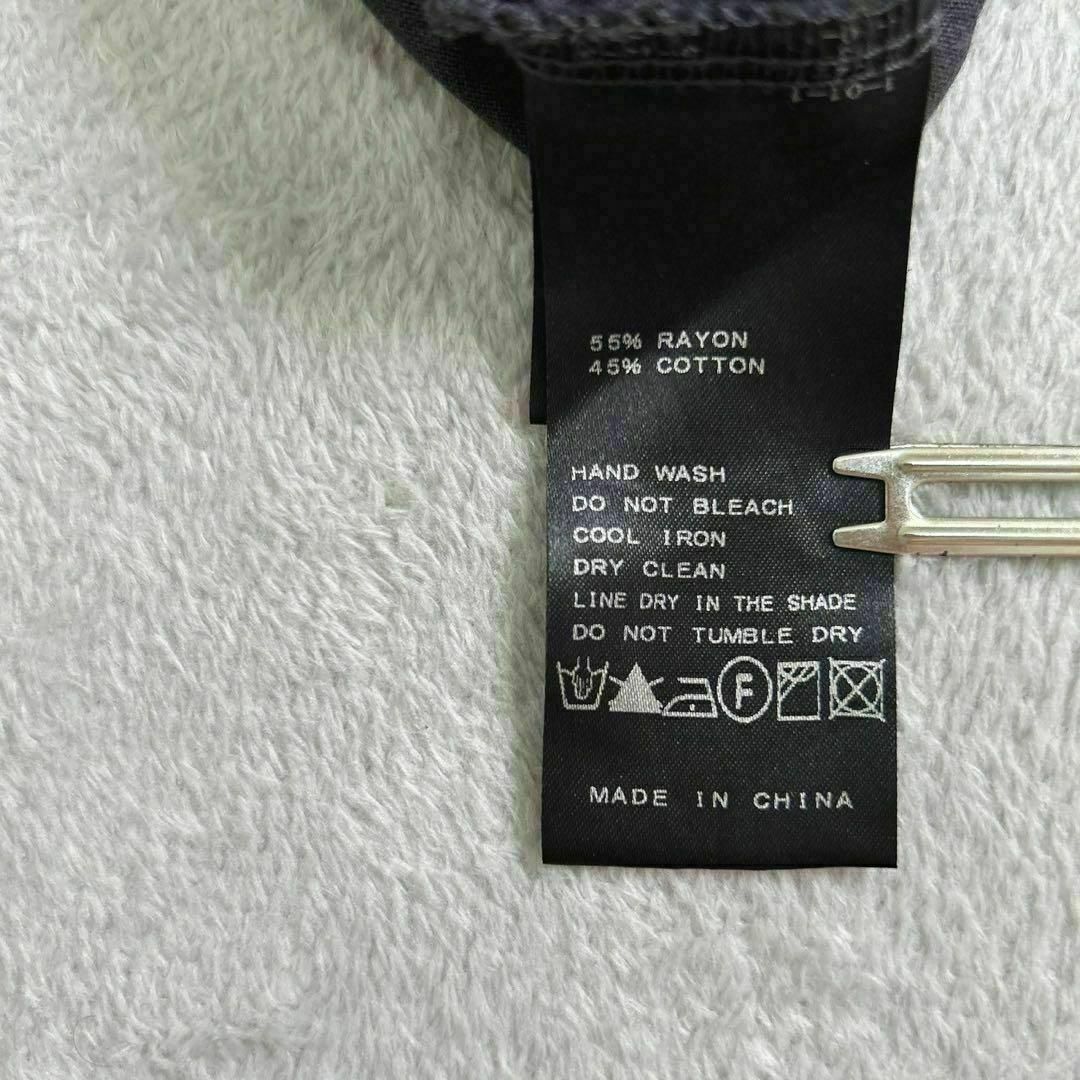 55% RAYON
45% COTTON
HAND WASH
DO NOT BLEACH
COOL IRON
DRY CLEAN
LINE DRY IN THE SHADE
DO NOT TUMBLE DRY
F
MADE IN CHINA